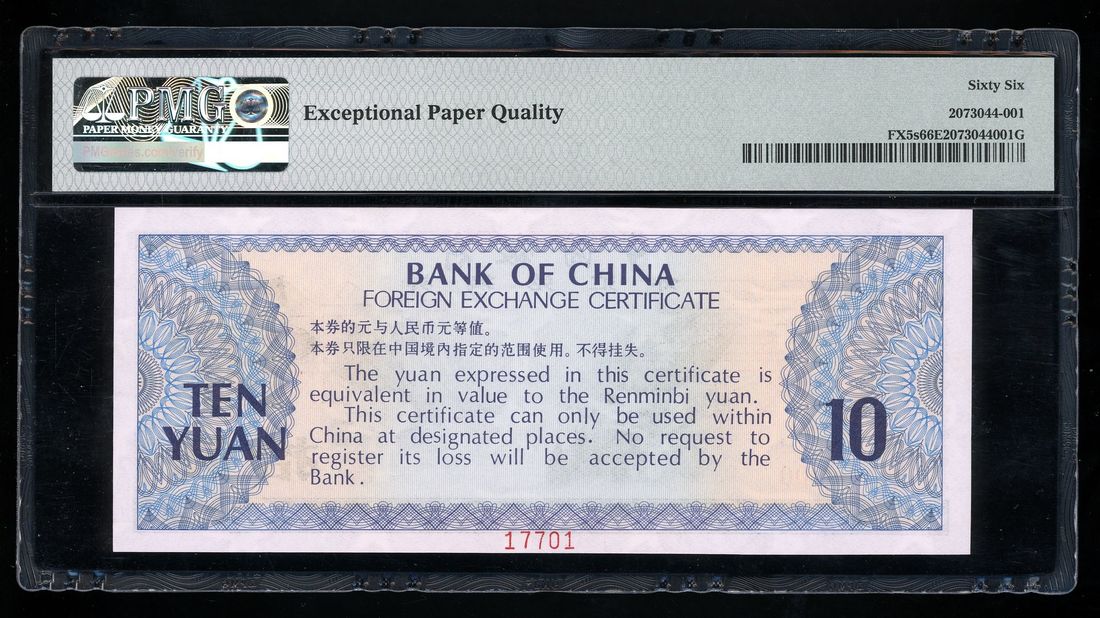 PMG
PAPER MONEY GUARANTY
Exceptional Paper Quality
Sixty Six
2073044-001
FX5s66E2073044001G
BANK OF CHINA
FOREIGN EXCHANGE CERTIFICATE
本券的元与人民币元等值。
本券只限在中国境内指定的范围使用。不得挂失。
The yuan expressed in this certificate is
equivalent in value to the Renminbi yuan.
This certificate can only be used within
China at designated places. No request to
register its loss will be accepted by the
Bank.
TEN
YUAN
10
17701